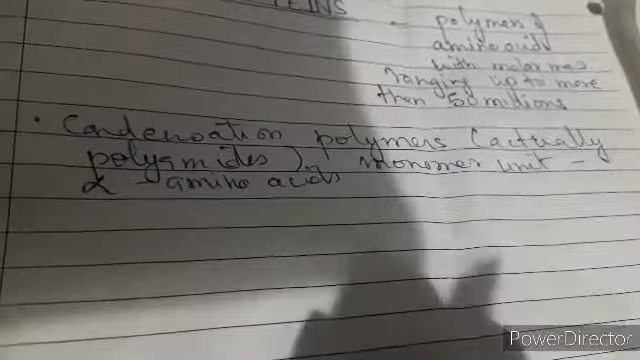 TEINS
- polymers of
amino acids
with molar mass
ranging up to more
than 50 millions
• Condensation polymers (actually
polyamides). Monomer unit -
α - amino acids
PowerDirector